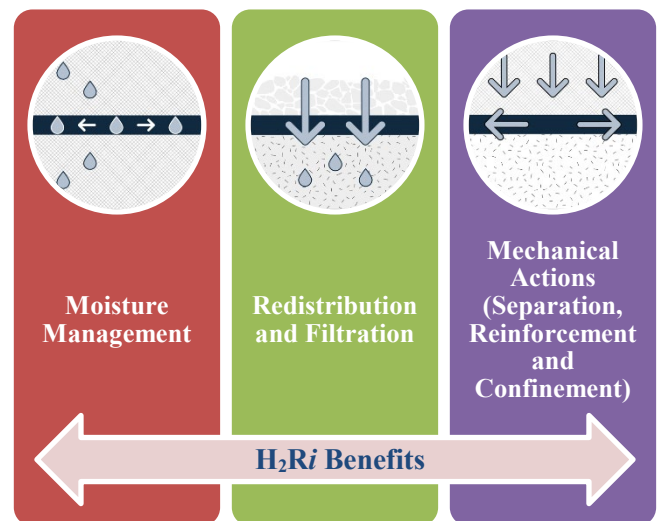 Moisture
Management
Redistribution
and Filtration
Mechanical
Actions
(Separation,
Reinforcement
and
Confinement)
H₂Ri Benefits